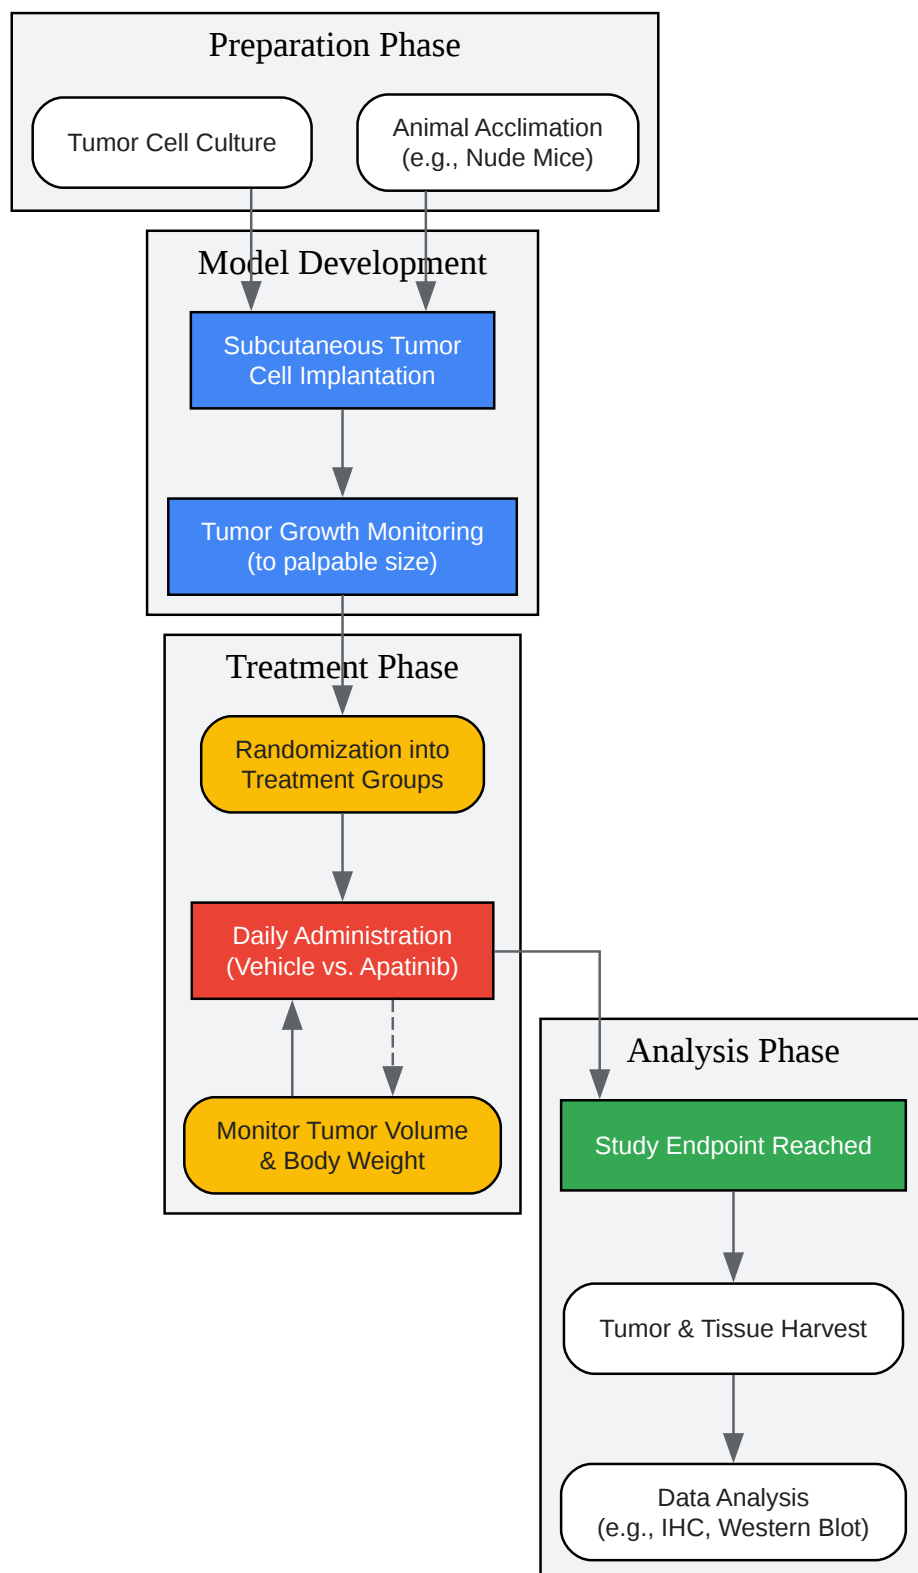 Preparation Phase
Tumor Cell Culture
Animal Acclimation
(e.g., Nude Mice)
Model Development
Subcutaneous Tumor
Cell Implantation
Tumor Growth Monitoring
(to palpable size)
Treatment Phase
Randomization into
Treatment Groups
Daily Administration
(Vehicle vs. Apatinib)
Monitor Tumor Volume
& Body Weight
Analysis Phase
Study Endpoint Reached
Tumor & Tissue Harvest
Data Analysis
(e.g., IHC, Western Blot)